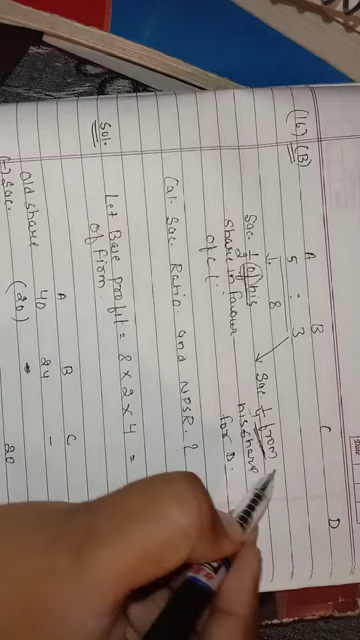 (16) (B)
A B C D
5 : 3
8
Sac. 1/2 of his share in favour of C.
Sac 1/4 from his share for D.
Cal. Sac. Ratio. and NPSR. ?
Sol.
Let Base profit of firm = 8 × 2 × 4 =
A B C
Old share 40 24 -
(-) Sac. (20) 20